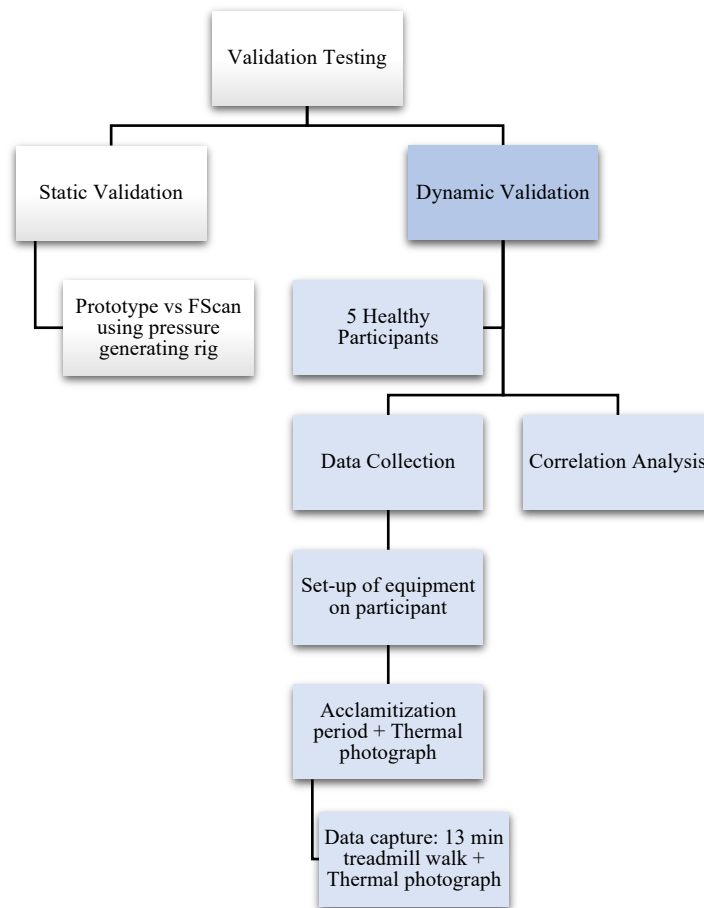 Validation Testing
Static Validation
Dynamic Validation
Prototype vs FScan
using pressure
generating rig
5 Healthy
Participants
Data Collection
Correlation Analysis
Set-up of equipment
on participant
Acclamitization
period + Thermal
photograph
Data capture: 13 min
treadmill walk +
Thermal photograph